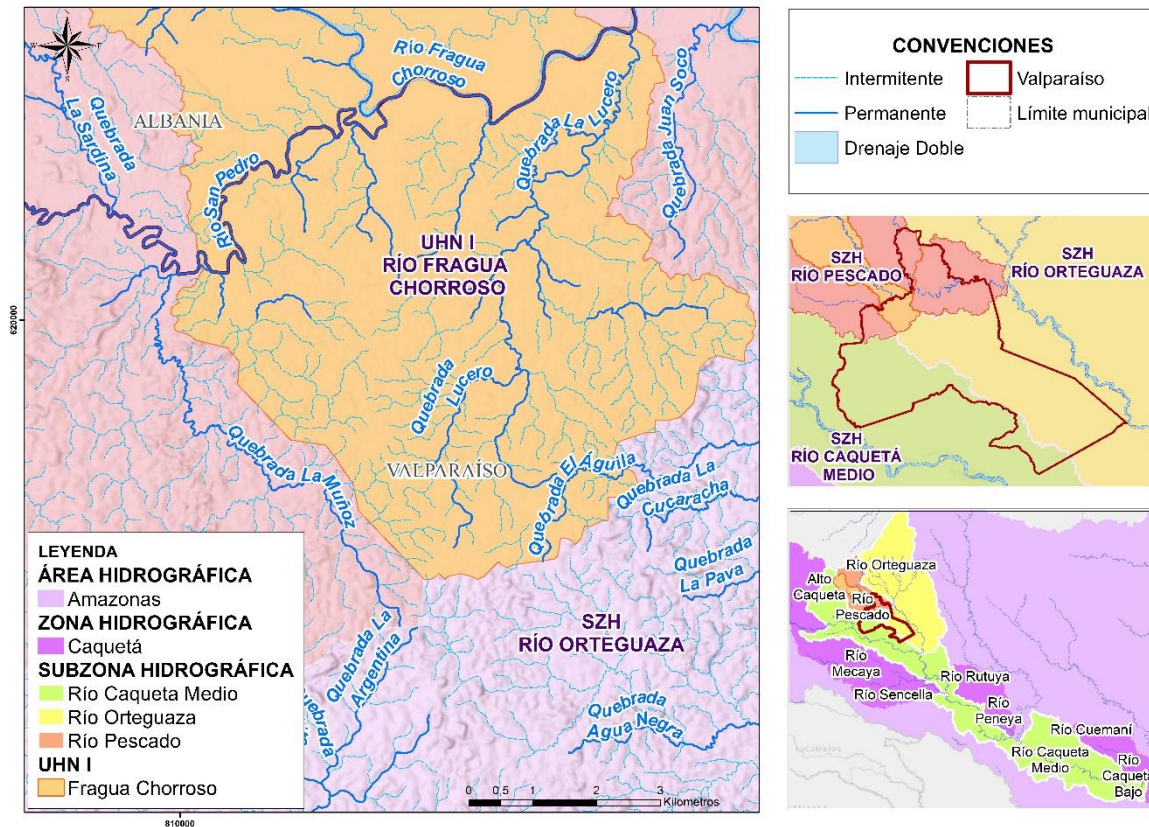 Río Fragua
Chorroso
Quebrada
La Sardina
ALBANIA
Río San Pedro
Quebrada La Lucero
Quebrada Juan Soco
UHN I
RÍO FRAGUA
CHORROSO
620000
Quebrada
Lucero
VALPARAÍSO
Quebrada La Muñoz
Quebrada El Águila
Quebrada La
Cucaracha
Quebrada
La Pava
SZH
RÍO ORTEGUAZA
Quebrada La
Argentina
Quebrada
Quebrada
Agua Negra
LEYENDA
ÁREA HIDROGRÁFICA
Amazonas
ZONA HIDROGRÁFICA
Caquetá
SUBZONA HIDROGRÁFICA
Río Caqueta Medio
Río Orteguaza
Río Pescado
UHN I
Fragua Chorroso
0 0.5 1 2 3
Kilometros
810000
CONVENCIONES
Intermitente
Valparaíso
Permanente
Límite municipal
Drenaje Doble
SZH
RÍO PESCADO
SZH
RÍO ORTEGUAZA
SZH
RÍO CAQUETÁ
MEDIO
Río Orteguaza
Alto
Caqueta
Río
Pescado
Río
Mecaya
Río Sencella
Río Rutuya
Río
Peneya
Río Cuemaní
Río Caqueta
Medio
Río
Caqueta
Bajo